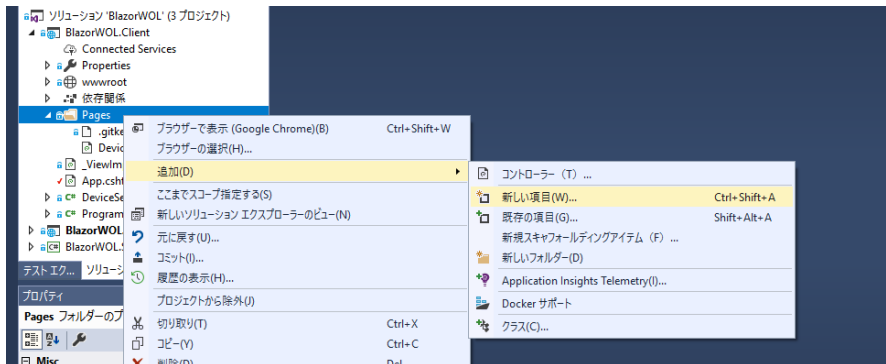 ソリューション 'BlazorWOL' (3 プロジェクト)
BlazorWOL.Client
Connected Services
Properties
wwwroot
依存関係
Pages
.gitke
Devic
_ViewIm
App.csht
C# DeviceSe
C# Program
BlazorWOL
C# BlazorWOL.S
テスト エク...
ソリューシ
プロパティ
Pages フォルダーのプ
Misc
ブラウザーで表示 (Google Chrome)(B) Ctrl+Shift+W
ブラウザーの選択(H)...
追加(D)
ここまでスコープ指定する(S)
新しいソリューション エクスプローラーのビュー(N)
元に戻す(U)...
コミット(I)...
履歴の表示(H)...
プロジェクトから除外(J)
切り取り(T) Ctrl+X
コピー(Y) Ctrl+C
削除(D) Del
コントローラー (T) ...
新しい項目(W)... Ctrl+Shift+A
既存の項目(G)... Shift+Alt+A
新規スキャフォールディングアイテム (F) ...
新しいフォルダー(D)
Application Insights Telemetry(I)...
Docker サポート
クラス(C)...